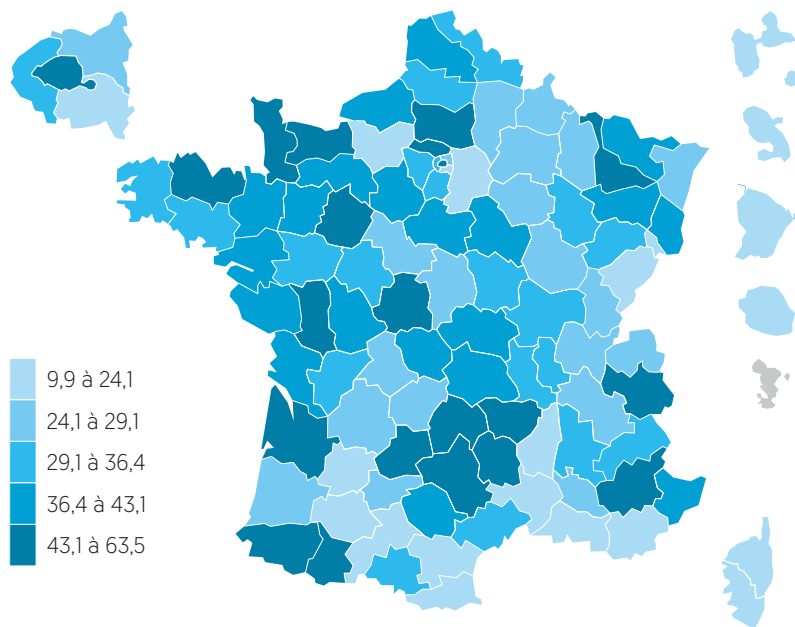 9,9 à 24,1
24,1 à 29,1
29,1 à 36,4
36,4 à 43,1
43,1 à 63,5